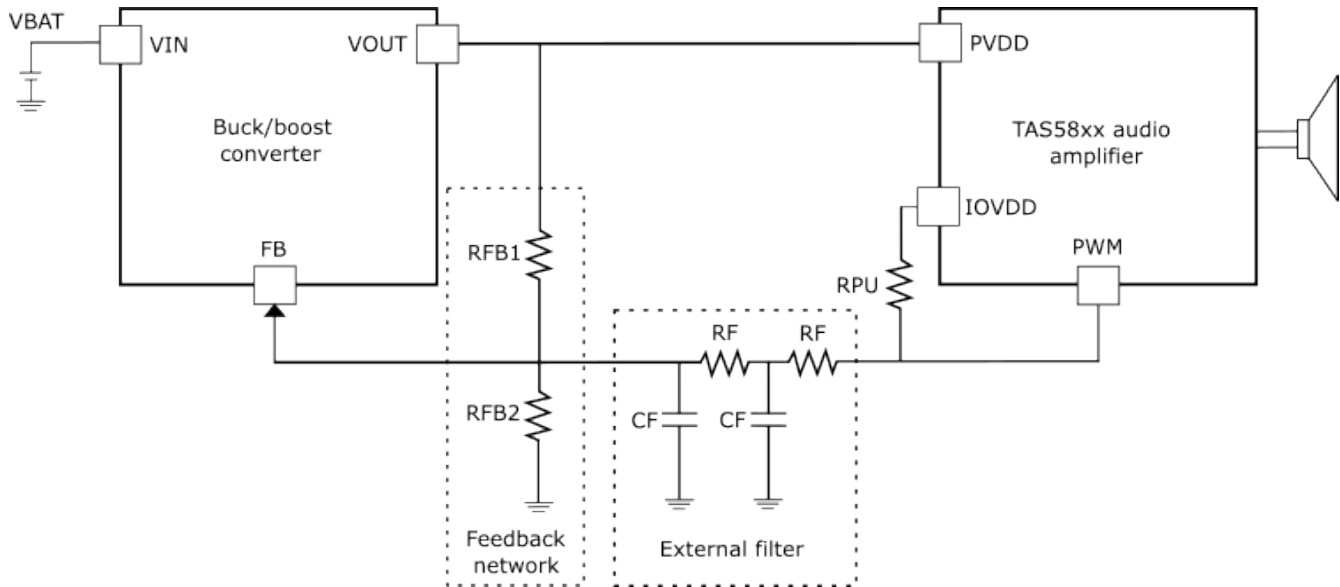 VBAT
VIN
VOUT
PVDD
Buck/boost
converter
TAS58xx audio
amplifier
IOVDD
FB
RFB1
PWM
RPU
RF
RF
RFB2
CF
CF
Feedback
network
External filter